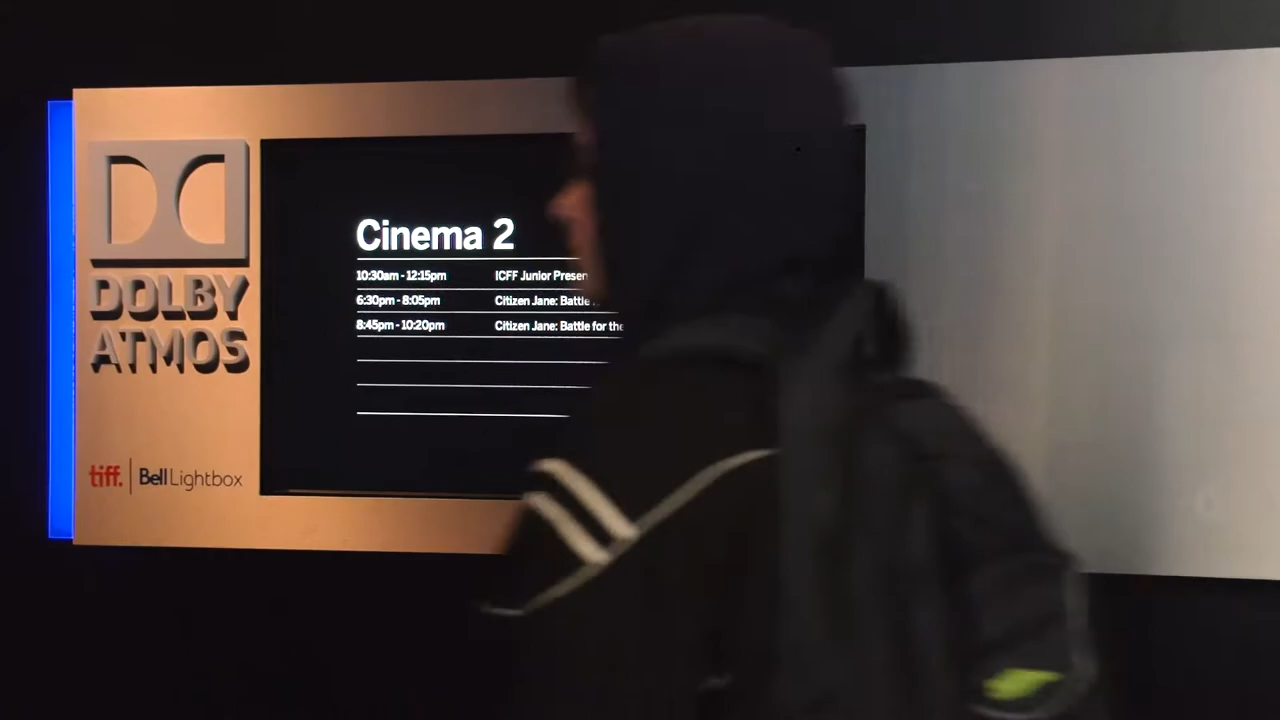 DOLBY
ATMOS
tiff. Bell Lightbox
Cinema 2
10:30am - 12:15pm ICFF Junior
6:30pm - 8:05pm Citizen Jane: Battle
8:45pm - 10:20pm Citizen Jane: Battle for the